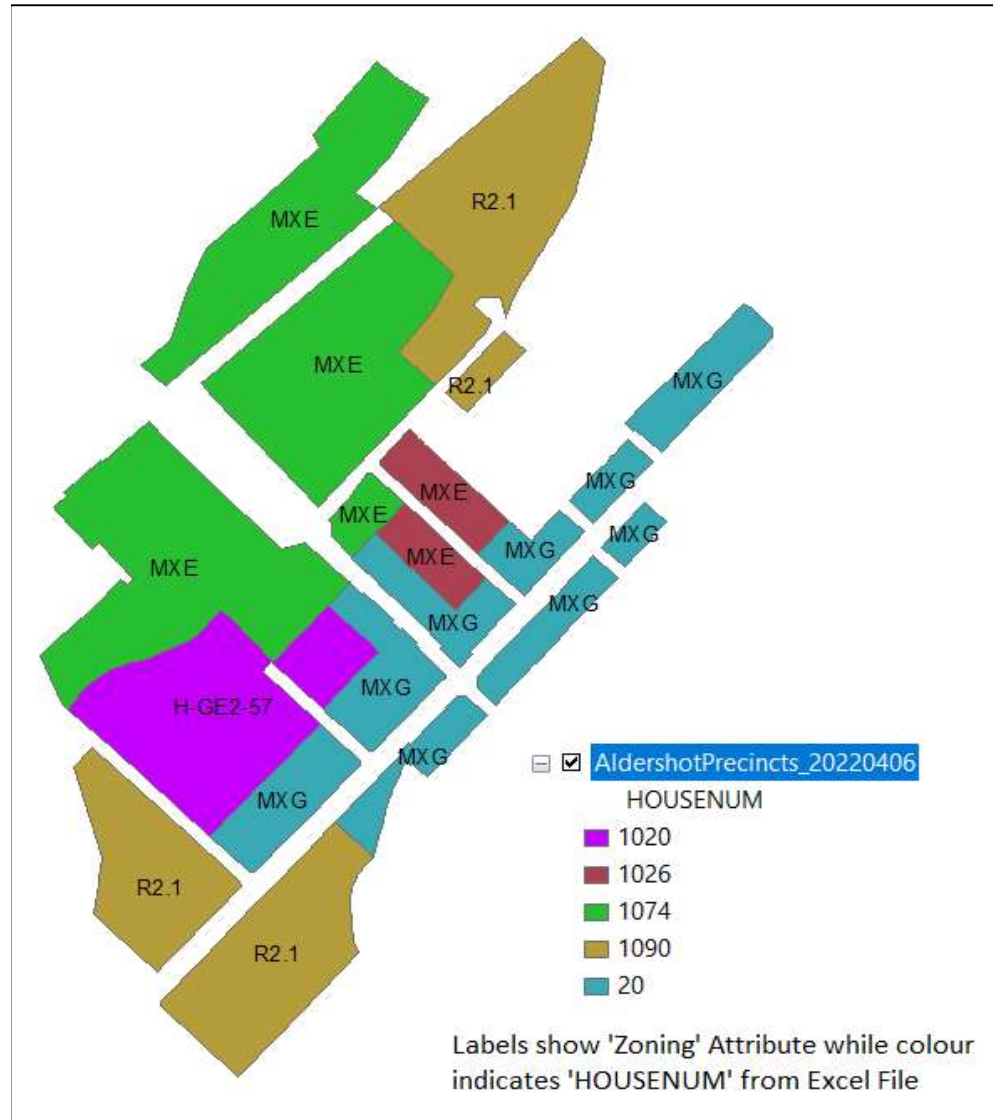 R2.1
MXE
MXE
R2.1
MXG
MXE
MXG
MXE
MXG
MXE
MXG
MXE
MXG
MXG
MXG
H-GE2-57
MXG
MXG
R2.1
R2.1
AldershotPrecincts_20220406
HOUSENUM
1020
1026
1074
1090
20
Labels show 'Zoning' Attribute while colour
indicates 'HOUSENUM' from Excel File